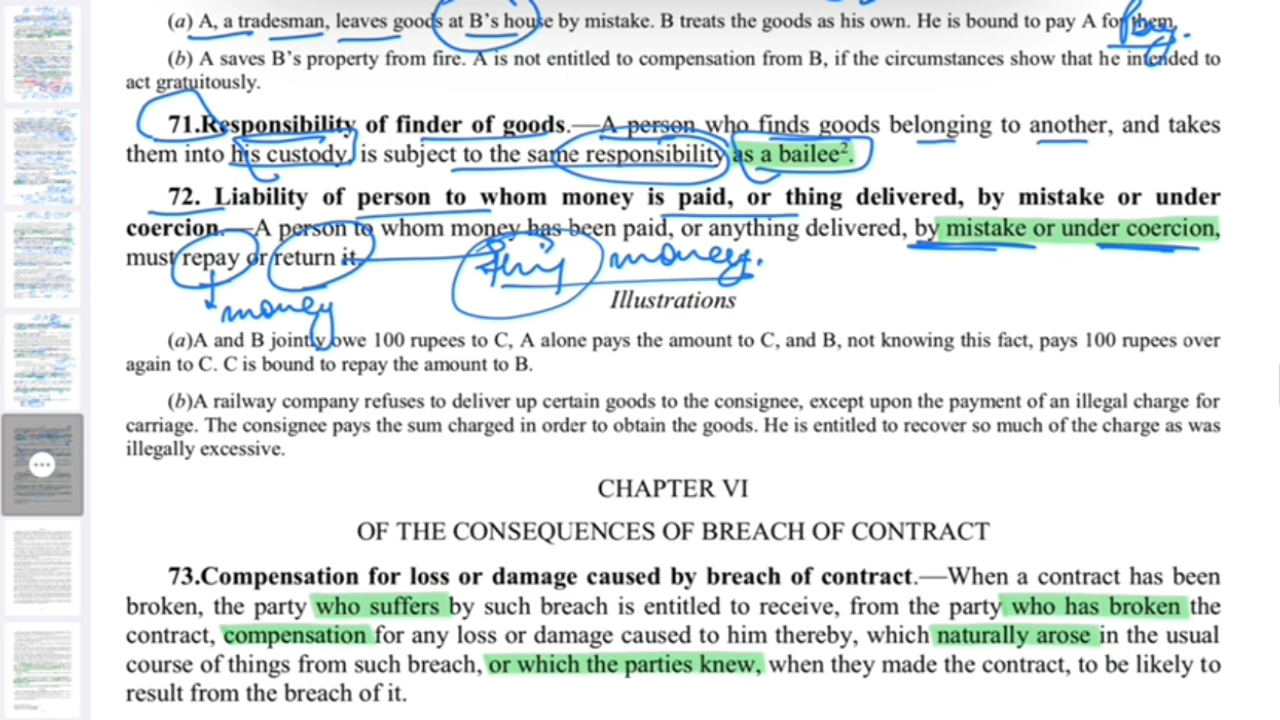 (a) A, a tradesman, leaves goods at B’s house by mistake. B treats the goods as his own. He is bound to pay A for them.
(b) A saves B’s property from fire. A is not entitled to compensation from B, if the circumstances show that he intended to
act gratuitously.
71.Responsibility of finder of goods.—A person who finds goods belonging to another, and takes
them into his custody, is subject to the same responsibility as a bailee2.
72. Liability of person to whom money is paid, or thing delivered, by mistake or under
coercion.—A person to whom money has been paid, or anything delivered, by mistake or under coercion,
must repay or return it.
money.
money
Illustrations
(a)A and B jointly owe 100 rupees to C, A alone pays the amount to C, and B, not knowing this fact, pays 100 rupees over
again to C. C is bound to repay the amount to B.
(b)A railway company refuses to deliver up certain goods to the consignee, except upon the payment of an illegal charge for
carriage. The consignee pays the sum charged in order to obtain the goods. He is entitled to recover so much of the charge as was
illegally excessive.
CHAPTER VI
OF THE CONSEQUENCES OF BREACH OF CONTRACT
73.Compensation for loss or damage caused by breach of contract.—When a contract has been
broken, the party who suffers by such breach is entitled to receive, from the party who has broken the
contract, compensation for any loss or damage caused to him thereby, which naturally arose in the usual
course of things from such breach, or which the parties knew, when they made the contract, to be likely to
result from the breach of it.